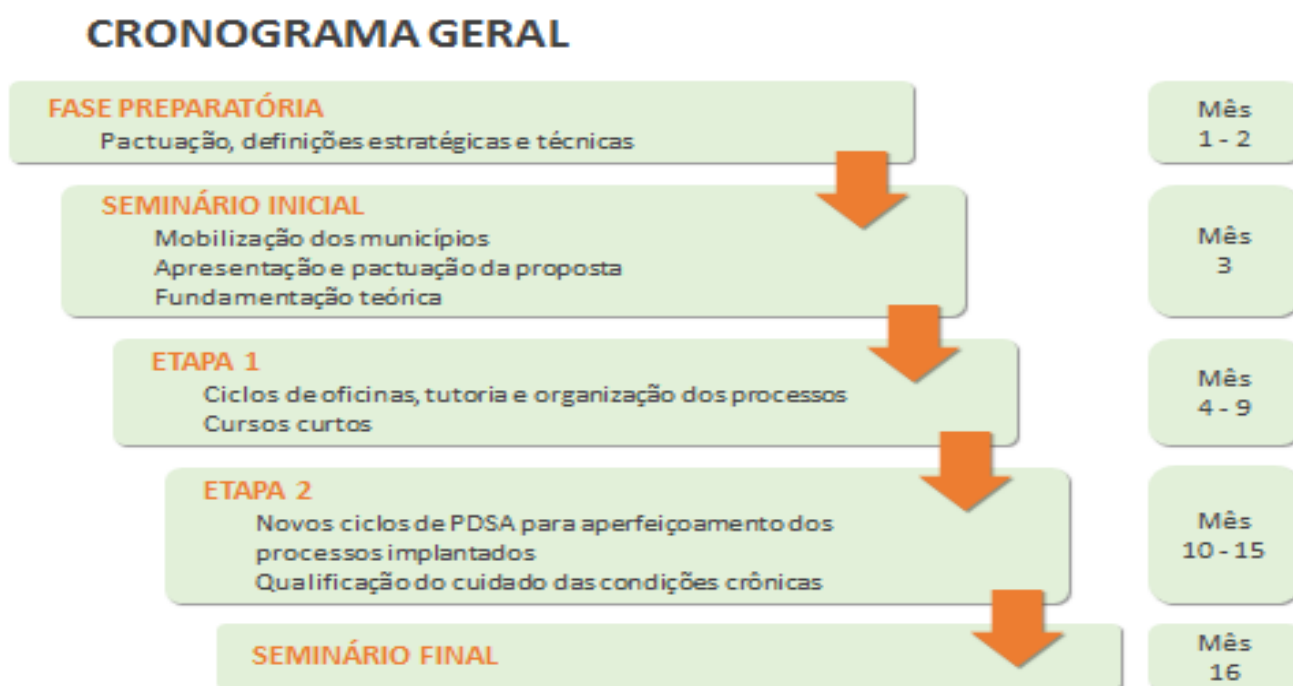 CRONOGRAMA GERAL
FASE PREPARATÓRIA
Pactuação, definições estratégicas e técnicas
Mês
1 - 2
SEMINÁRIO INICIAL
Mobilização dos municípios
Apresentação e pactuação da proposta
Fundamentação teórica
Mês
3
ETAPA 1
Ciclos de oficinas, tutoria e organização dos processos
Cursos curtos
Mês
4 - 9
ETAPA 2
Novos ciclos de PDSA para aperfeiçoamento dos
processos implantados
Qualificação do cuidado das condições crônicas
Mês
10 - 15
SEMINÁRIO FINAL
Mês
16